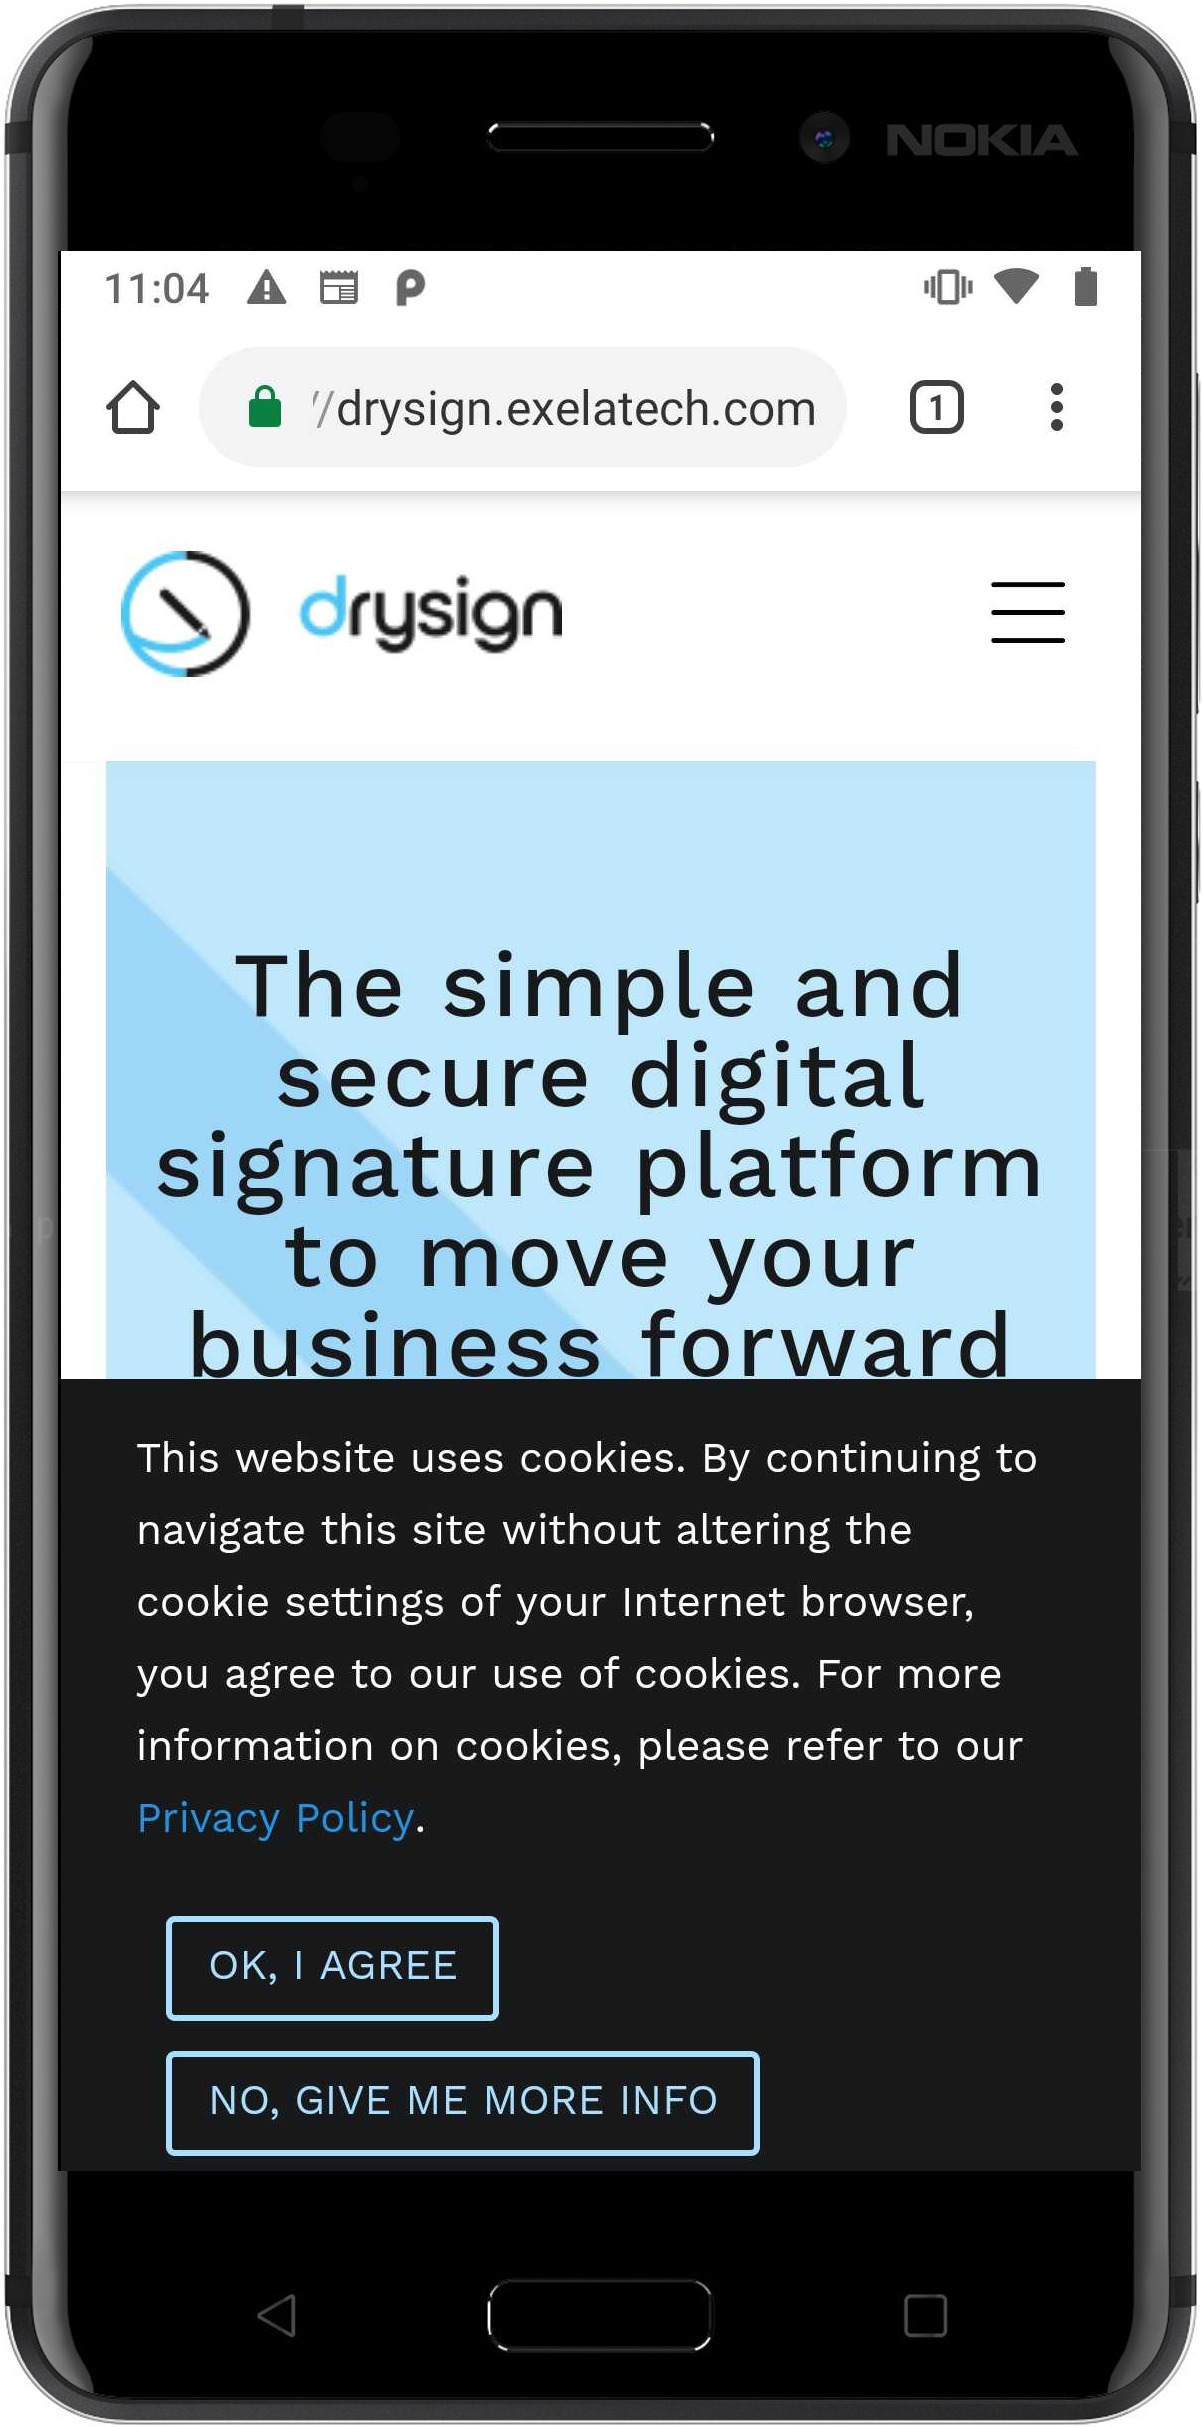 NOKIA
11:04
//drysign.exelatech.com
1
drysign
The simple and
secure digital
signature platform
to move your
business forward
This website uses cookies. By continuing to
navigate this site without altering the
cookie settings of your Internet browser,
you agree to our use of cookies. For more
information on cookies, please refer to our
Privacy Policy.
OK, I AGREE
NO, GIVE ME MORE INFO